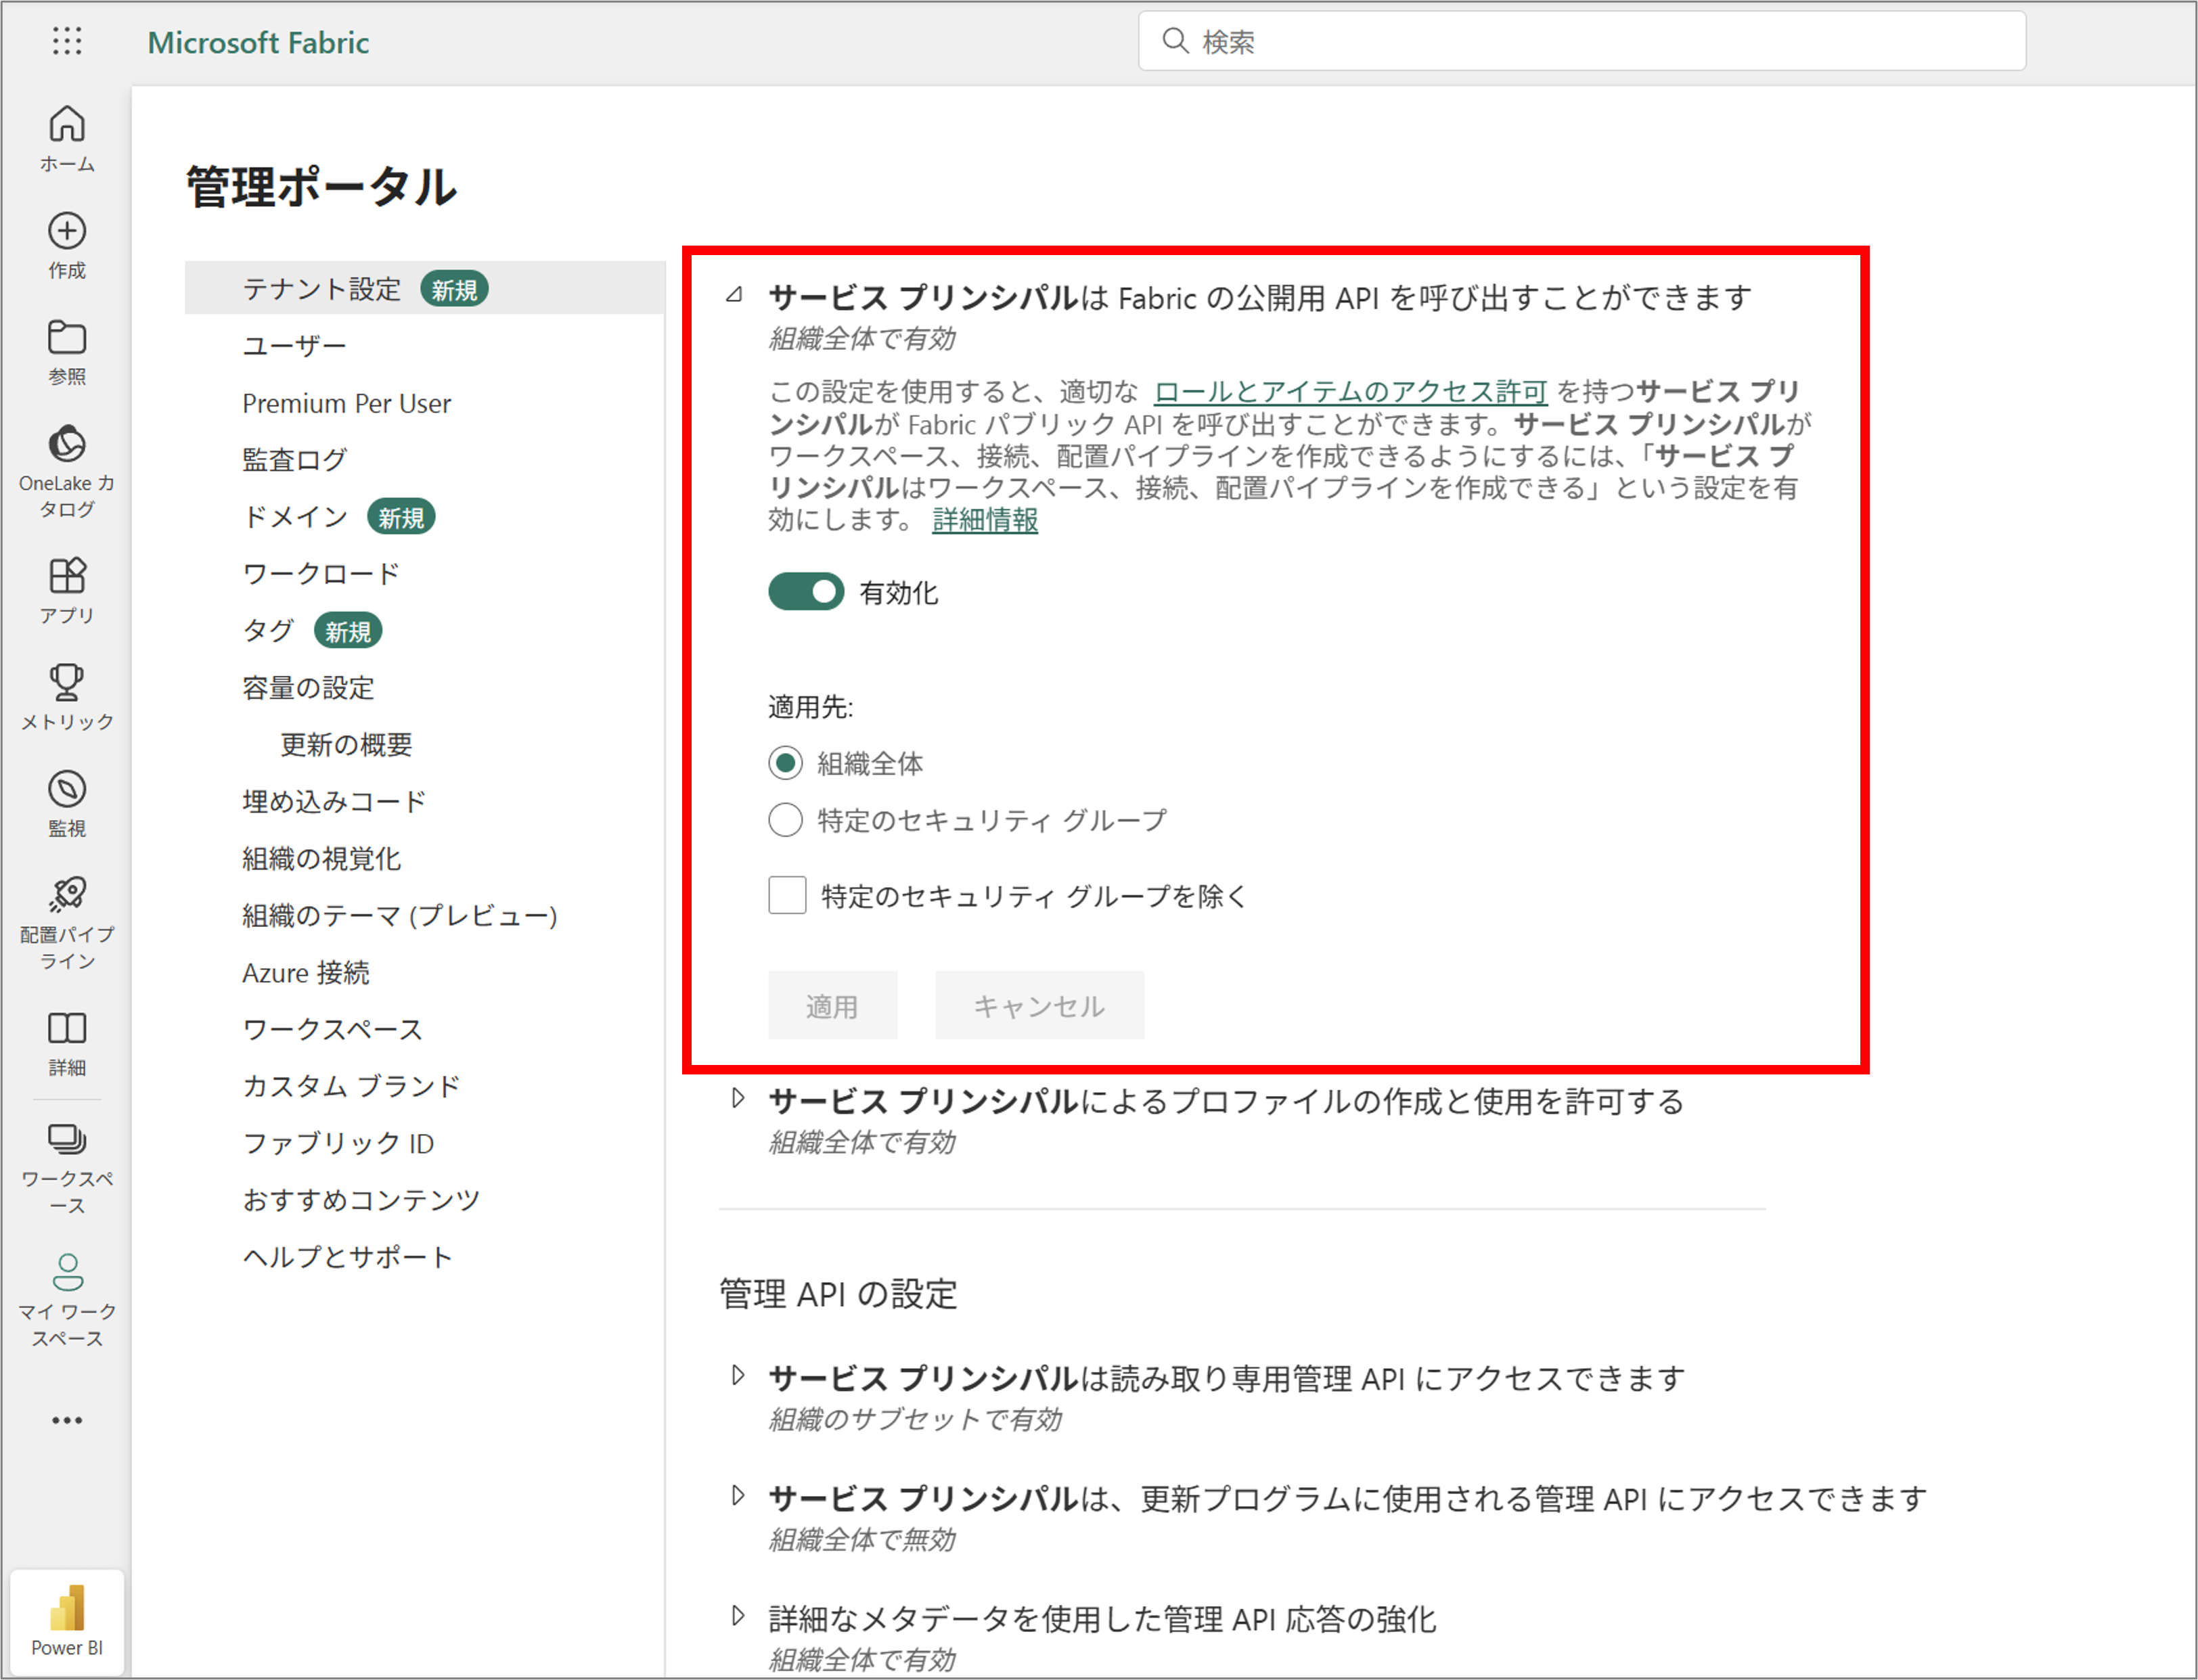 Microsoft Fabric
検索
ホーム
作成
参照
OneLake カ
タログ
アプリ
メトリック
監視
配置パイプ
ライン
詳細
ワークスペ
ース
マイ ワーク
スペース
Power BI
管理ポータル
テナント設定 新規
ユーザー
Premium Per User
監査ログ
ドメイン 新規
ワークロード
タグ 新規
容量の設定
更新の概要
埋め込みコード
組織の視覚化
組織のテーマ (プレビュー)
Azure 接続
ワークスペース
カスタム ブランド
ファブリック ID
おすすめコンテンツ
ヘルプとサポート
サービス プリンシパルは Fabric の公開用 API を呼び出すことができます
組織全体で有効
この設定を使用すると、適切な ロールとアイテムのアクセス許可 を持つサービス プリ
ンシパルが Fabric パブリック API を呼び出すことができます。サービス プリンシパルが
ワークスペース、接続、配置パイプラインを作成できるようにするには、「サービス プ
リンシパルはワークスペース、接続、配置パイプラインを作成できる」という設定を有
効にします。 詳細情報
有効化
適用先:
組織全体
特定のセキュリティ グループ
特定のセキュリティ グループを除く
適用 キャンセル
サービス プリンシパルによるプロファイルの作成と使用を許可する
組織全体で有効
管理 API の設定
サービス プリンシパルは読み取り専用管理 API にアクセスできます
組織のサブセットで有効
サービス プリンシパルは、更新プログラムに使用される管理 API にアクセスできます
組織全体で無効
詳細なメタデータを使用した管理 API 応答の強化
組織全体で有効